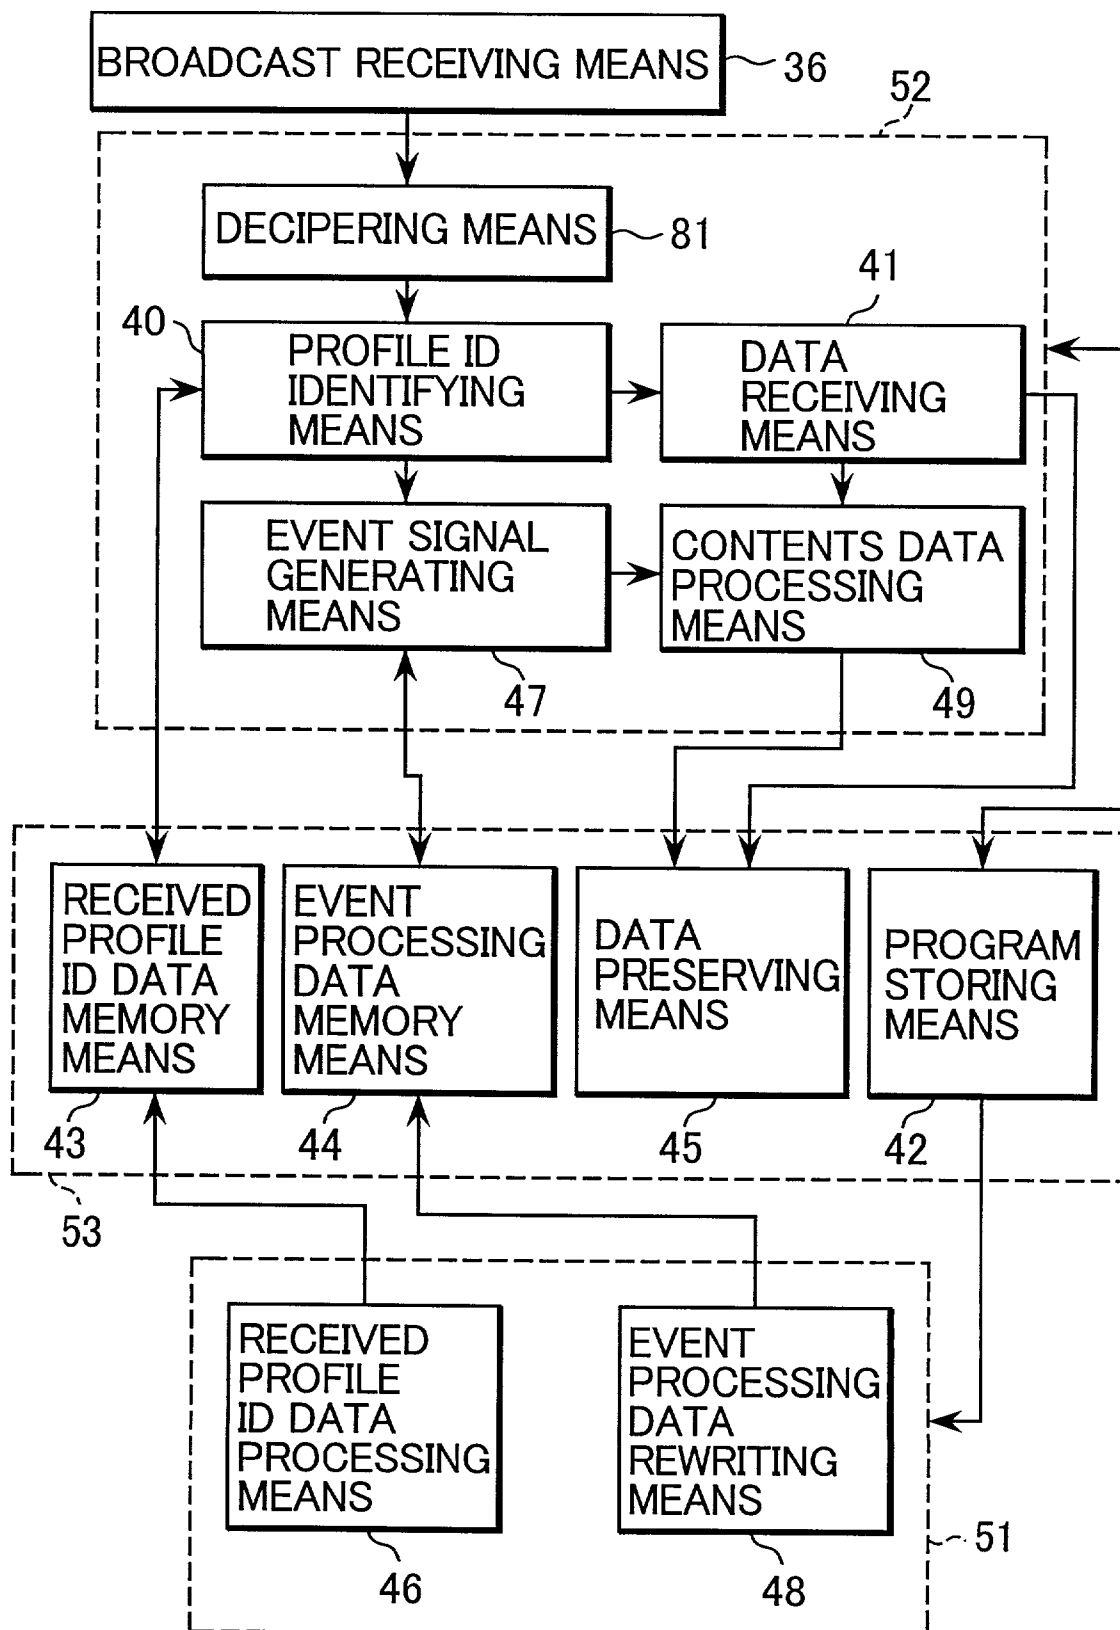 BROADCAST RECEIVING MEANS
36
52
DECIPERING MEANS
81
40
PROFILE ID
IDENTIFYING
MEANS
41
DATA
RECEIVING
MEANS
EVENT SIGNAL
GENERATING
MEANS
47
CONTENTS DATA
PROCESSING
MEANS
49
RECEIVED
PROFILE
ID DATA
MEMORY
MEANS
43
EVENT
PROCESSING
DATA
MEMORY
MEANS
44
DATA
PRESERVING
MEANS
45
PROGRAM
STORING
MEANS
42
53
RECEIVED
PROFILE
ID DATA
PROCESSING
MEANS
46
EVENT
PROCESSING
DATA
REWRITING
MEANS
48
51